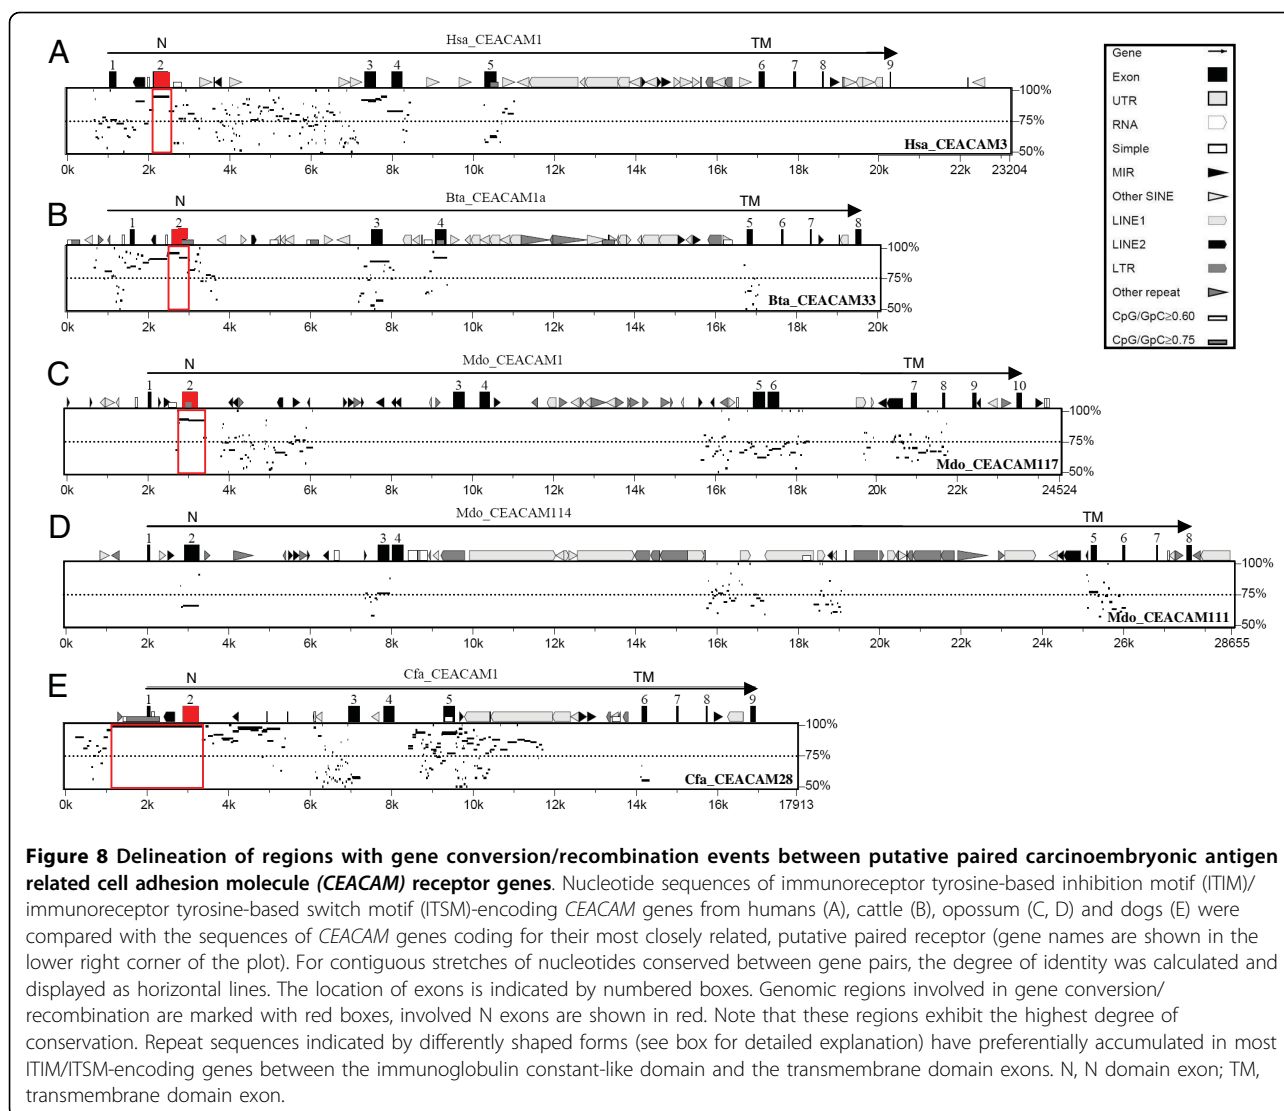 A
N
Hsa_CEACAM1
TM
1 2 3 4 5 6 7 8 9
100%
75%
50%
Hsa_CEACAM3
0k 2k 4k 6k 8k 10k 12k 14k 16k 18k 20k 22k 23204
B
N
Bta_CEACAM1a
TM
1 2 3 4 5 6 7 8
100%
75%
50%
Bta_CEACAM33
0k 2k 4k 6k 8k 10k 12k 14k 16k 18k 20k
C
N
Mdo_CEACAM1
TM
1 2 3 4 5 6 7 8 9 10
100%
75%
50%
Mdo_CEACAM117
0k 2k 4k 6k 8k 10k 12k 14k 16k 18k 20k 22k 24524
D
N
Mdo_CEACAM114
TM
1 2 3 4 5 6 7 8
100%
75%
50%
Mdo_CEACAM111
0k 2k 4k 6k 8k 10k 12k 14k 16k 18k 20k 22k 24k 26k 28655
E
N
Cfa_CEACAM1
TM
1 2 3 4 5 6 7 8 9
100%
75%
50%
Cfa_CEACAM28
0k 2k 4k 6k 8k 10k 12k 14k 16k 17913
Gene
Exon
UTR
RNA
Simple
MIR
Other SINE
LINE1
LINE2
LTR
Other repeat
CpG/GpC≥0.60
CpG/GpC≥0.75
Figure 8 Delineation of regions with gene conversion/recombination events between putative paired carcinoembryonic antigen
related cell adhesion molecule (CEACAM) receptor genes. Nucleotide sequences of immunoreceptor tyrosine-based inhibition motif (ITIM)/
immunoreceptor tyrosine-based switch motif (ITSM)-encoding CEACAM genes from humans (A), cattle (B), opossum (C, D) and dogs (E) were
compared with the sequences of CEACAM genes coding for their most closely related, putative paired receptor (gene names are shown in the
lower right corner of the plot). For contiguous stretches of nucleotides conserved between gene pairs, the degree of identity was calculated and
displayed as horizontal lines. The location of exons is indicated by numbered boxes. Genomic regions involved in gene conversion/
recombination are marked with red boxes, involved N exons are shown in red. Note that these regions exhibit the highest degree of
conservation. Repeat sequences indicated by differently shaped forms (see box for detailed explanation) have preferentially accumulated in most
ITIM/ITSM-encoding genes between the immunoglobulin constant-like domain and the transmembrane domain exons. N, N domain exon; TM,
transmembrane domain exon.